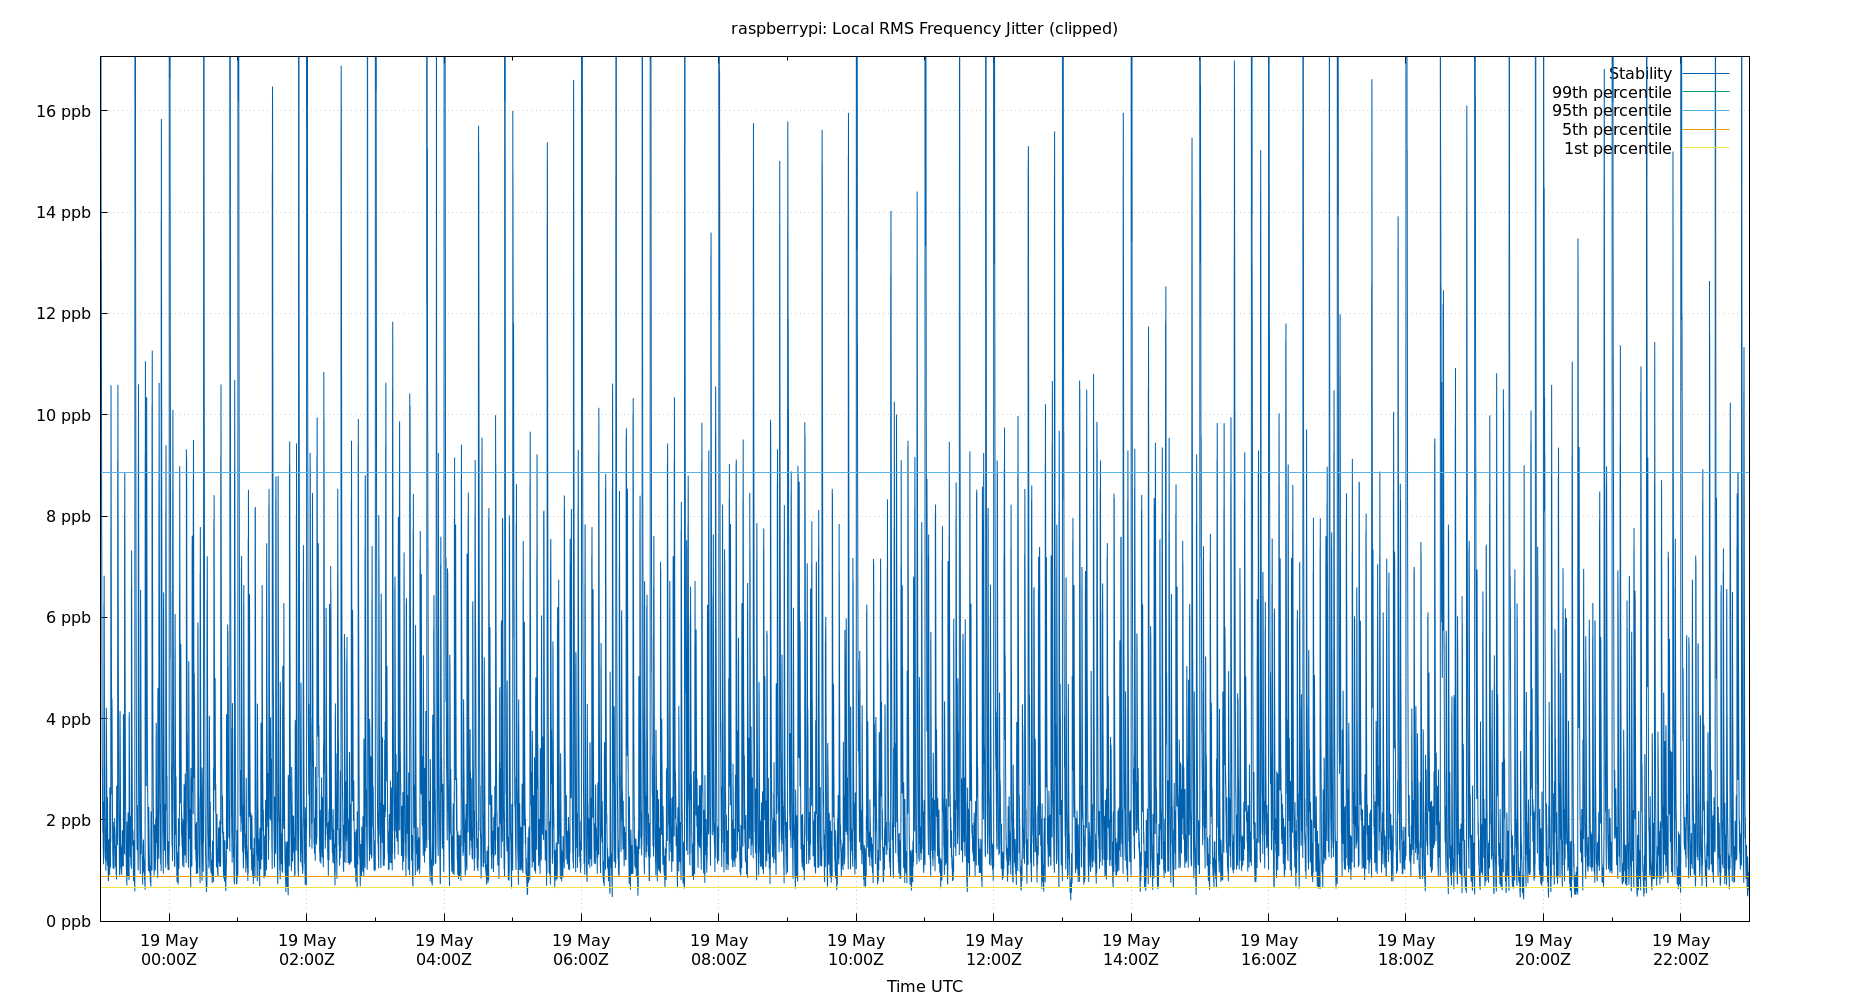 raspberrypi: Local RMS Frequency Jitter (clipped)
Stability
99th percentile
95th percentile
5th percentile
1st percentile
16 ppb
14 ppb
12 ppb
10 ppb
8 ppb
6 ppb
4 ppb
2 ppb
0 ppb
19 May 19 May 19 May 19 May 19 May 19 May 19 May 19 May 19 May 19 May 19 May 19 May
00:00Z 02:00Z 04:00Z 06:00Z 08:00Z 10:00Z 12:00Z 14:00Z 16:00Z 18:00Z 20:00Z 22:00Z
Time UTC